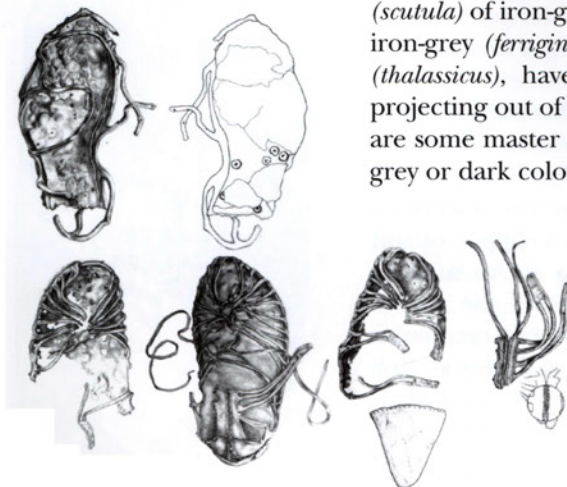 (scutula) of iron-g
iron-grey (ferrigin
(thalassicus), have
projecting out of
are some master
grey or dark colo